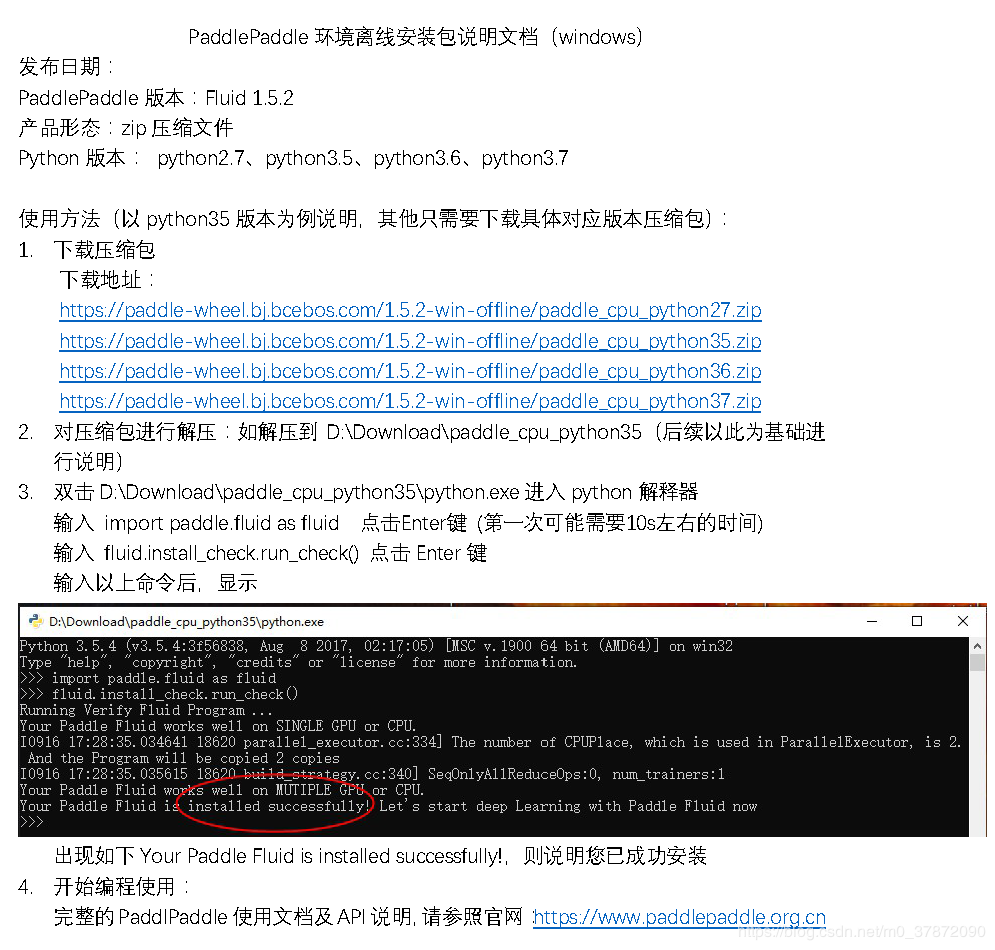 PaddlePaddle 环境离线安装包说明文档（windows）
发布日期：
PaddlePaddle 版本：Fluid 1.5.2
产品形态：zip 压缩文件
Python 版本： python2.7、python3.5、python3.6、python3.7
使用方法（以 python35 版本为例说明，其他只需要下载具体对应版本压缩包）：
1. 下载压缩包
下载地址：
https://paddle-wheel.bj.bcebos.com/1.5.2-win-offline/paddle_cpu_python27.zip
https://paddle-wheel.bj.bcebos.com/1.5.2-win-offline/paddle_cpu_python35.zip
https://paddle-wheel.bj.bcebos.com/1.5.2-win-offline/paddle_cpu_python36.zip
https://paddle-wheel.bj.bcebos.com/1.5.2-win-offline/paddle_cpu_python37.zip
2. 对压缩包进行解压：如解压到 D:\Download\paddle_cpu_python35（后续以此为基础进
行说明）
3. 双击 D:\Download\paddle_cpu_python35\python.exe 进入 python 解释器
输入 import paddle.fluid as fluid 点击Enter键 (第一次可能需要10s左右的时间)
输入 fluid.install_check.run_check() 点击 Enter 键
输入以上命令后，显示
D:\Download\paddle_cpu_python35\python.exe
Python 3.5.4 (v3.5.4:3f56838, Aug 8 2017, 02:17:05) [MSC v.1900 64 bit (AMD64)] on win32
Type "help", "copyright", "credits" or "license" for more information.
>>> import paddle.fluid as fluid
>>> fluid.install_check.run_check()
Running Verify Fluid Program ...
Your Paddle Fluid works well on SINGLE GPU or CPU.
I0916 17:28:35.034641 18620 parallel_executor.cc:334] The number of CPUPlace, which is used in ParallelExecutor, is 2.
And the Program will be copied 2 copies
I0916 17:28:35.035615 18620 build_strategy.cc:340] SeqOnlyAllReduceOps:0, num_trainers:1
Your Paddle Fluid works well on MUTIPLE GPU or CPU.
Your Paddle Fluid is installed successfully! Let's start deep Learning with Paddle Fluid now
>>>
出现如下 Your Paddle Fluid is installed successfully!，则说明您已成功安装
4. 开始编程使用：
完整的 PaddlPaddle 使用文档及 API 说明, 请参照官网 :https://www.paddlepaddle.org.cn
https://blog.csdn.net/m0_37872090